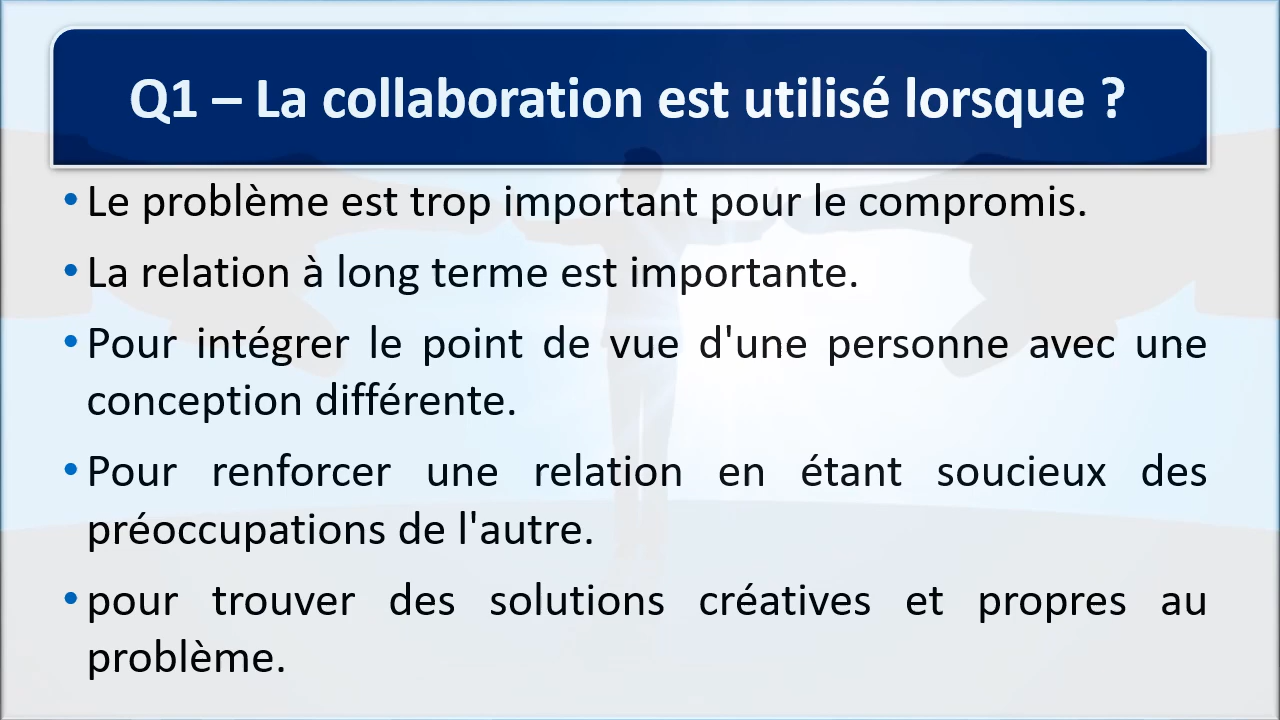 Q1 – La collaboration est utilisé lorsque ?
• Le problème est trop important pour le compromis.
• La relation à long terme est importante.
• Pour intégrer le point de vue d'une personne avec une
conception différente.
• Pour renforcer une relation en étant soucieux des
préoccupations de l'autre.
• pour trouver des solutions créatives et propres au
problème.